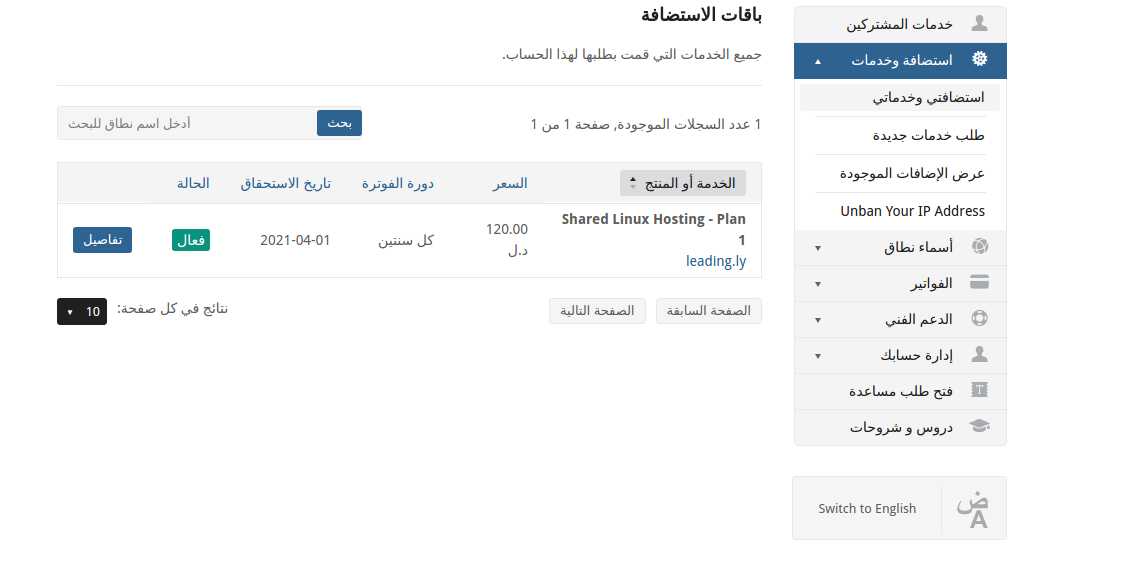 خدمات المشتركين
استضافة وخدمات
استضافتي وخدماتي
طلب خدمات جديدة
عرض الإضافات الموجودة
Unban Your IP Address
أسماء نطاق
الفواتير
الدعم الفني
إدارة حسابك
فتح طلب مساعدة
دروس و شروحات
Switch to English
ض
A
باقات الاستضافة
جميع الخدمات التي قمت بطلبها لهذا الحساب.
1 عدد السجلات الموجودة, صفحة 1 من 1
بحث
أدخل اسم نطاق للبحث
الخدمة أو المنتج السعر دورة الفوترة تاريخ الاستحقاق الحالة
Shared Linux Hosting - Plan
1
leading.ly
120.00
د.ل
كل سنتين
2021-04-01
فعال
تفاصيل
الصفحة السابقة
الصفحة التالية
نتائج في كل صفحة:
10